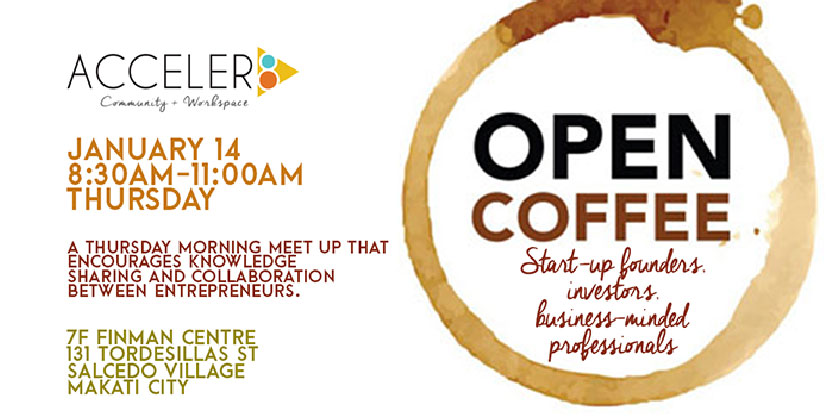 ACCELER8
Community + Workspace
JANUARY 14
8:30AM-11:00AM
THURSDAY
A THURSDAY MORNING MEET UP THAT
ENCOURAGES KNOWLEDGE
SHARING AND COLLABORATION
BETWEEN ENTREPRENEURS.
7F FINMAN CENTRE
131 TORDESILLAS ST
SALCEDO VILLAGE
MAKATI CITY
OPEN
COFFEE
Start-up founders,
investors,
business-minded
professionals